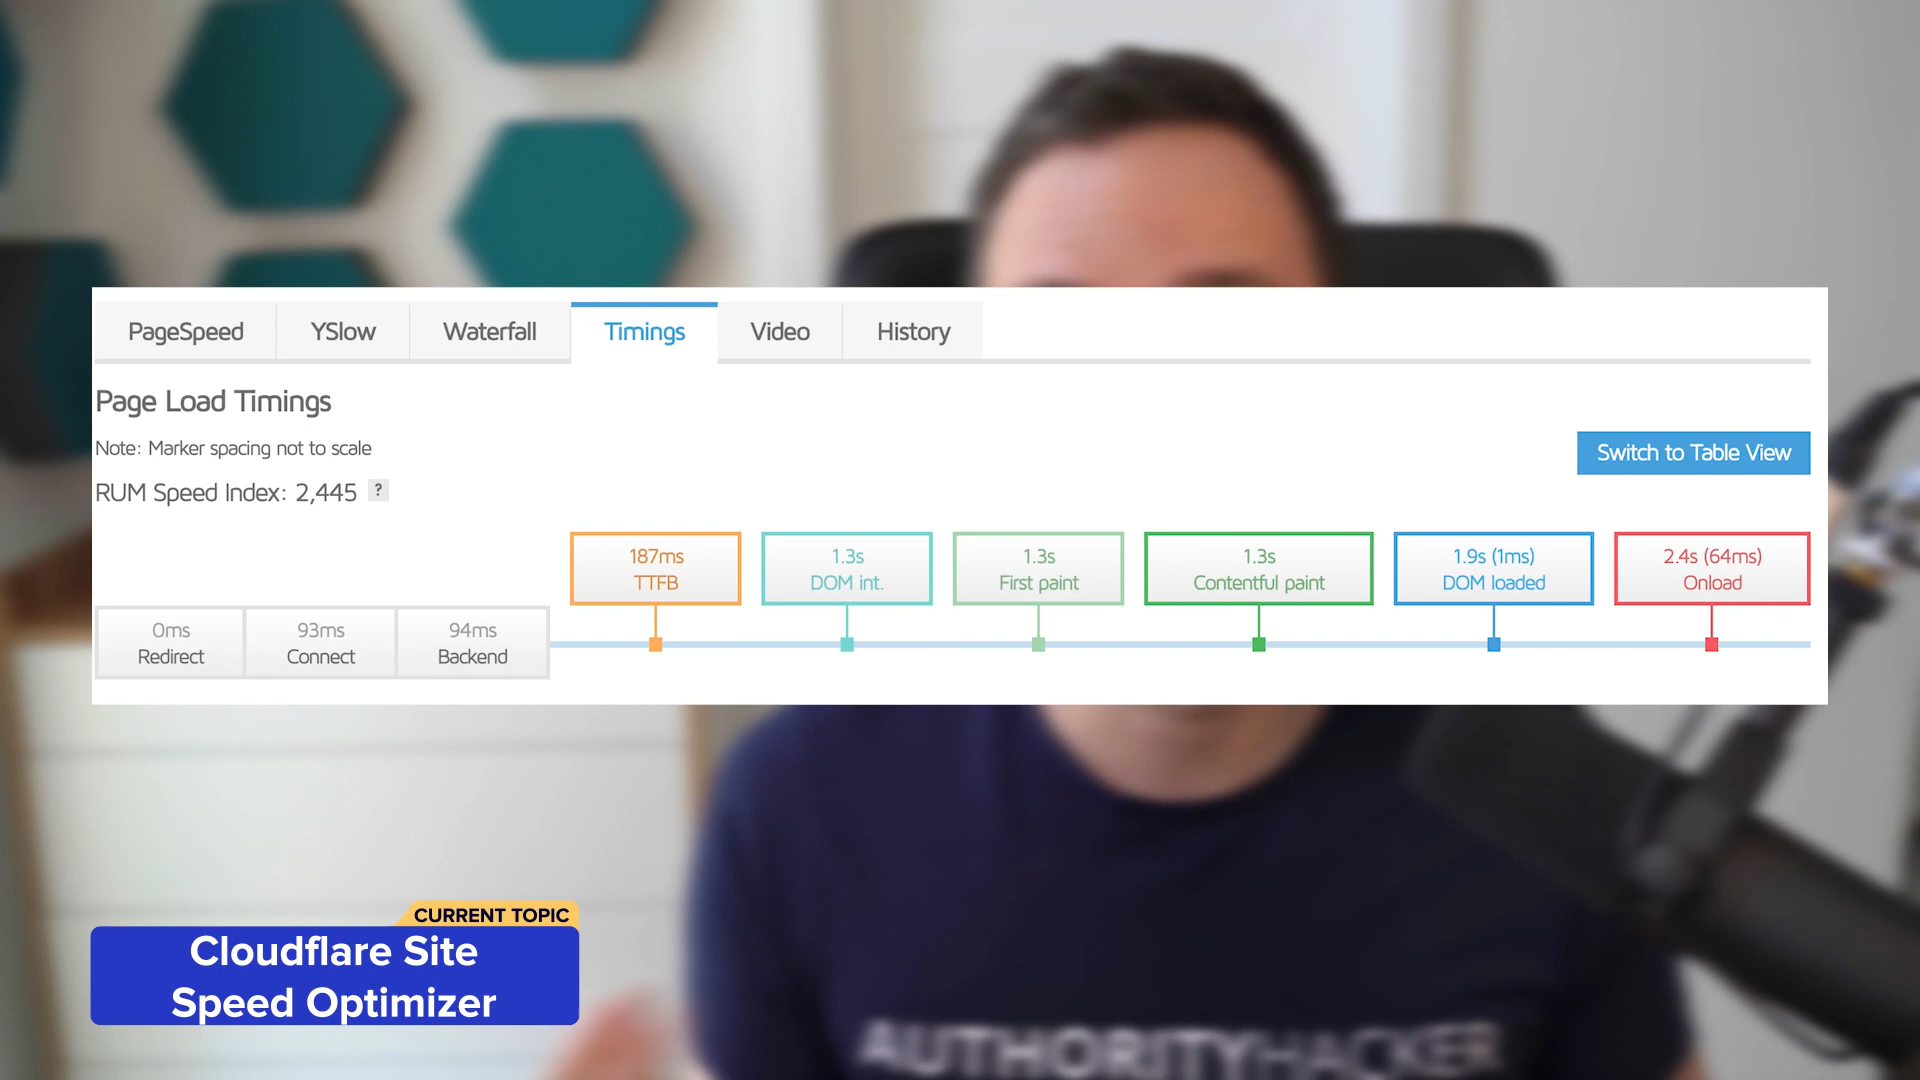 PageSpeed YSlow Waterfall Timings Video History
Page Load Timings
Note: Marker spacing not to scale
Switch to Table View
RUM Speed Index: 2,445 ?
187ms 1.3s 1.3s 1.3s 1.9s (1ms) 2.4s (64ms)
TTFB DOM int. First paint Contentful paint DOM loaded Onload
0ms 93ms 94ms
Redirect Connect Backend
CURRENT TOPIC
Cloudflare Site
Speed Optimizer
AUTHORITYHACKER